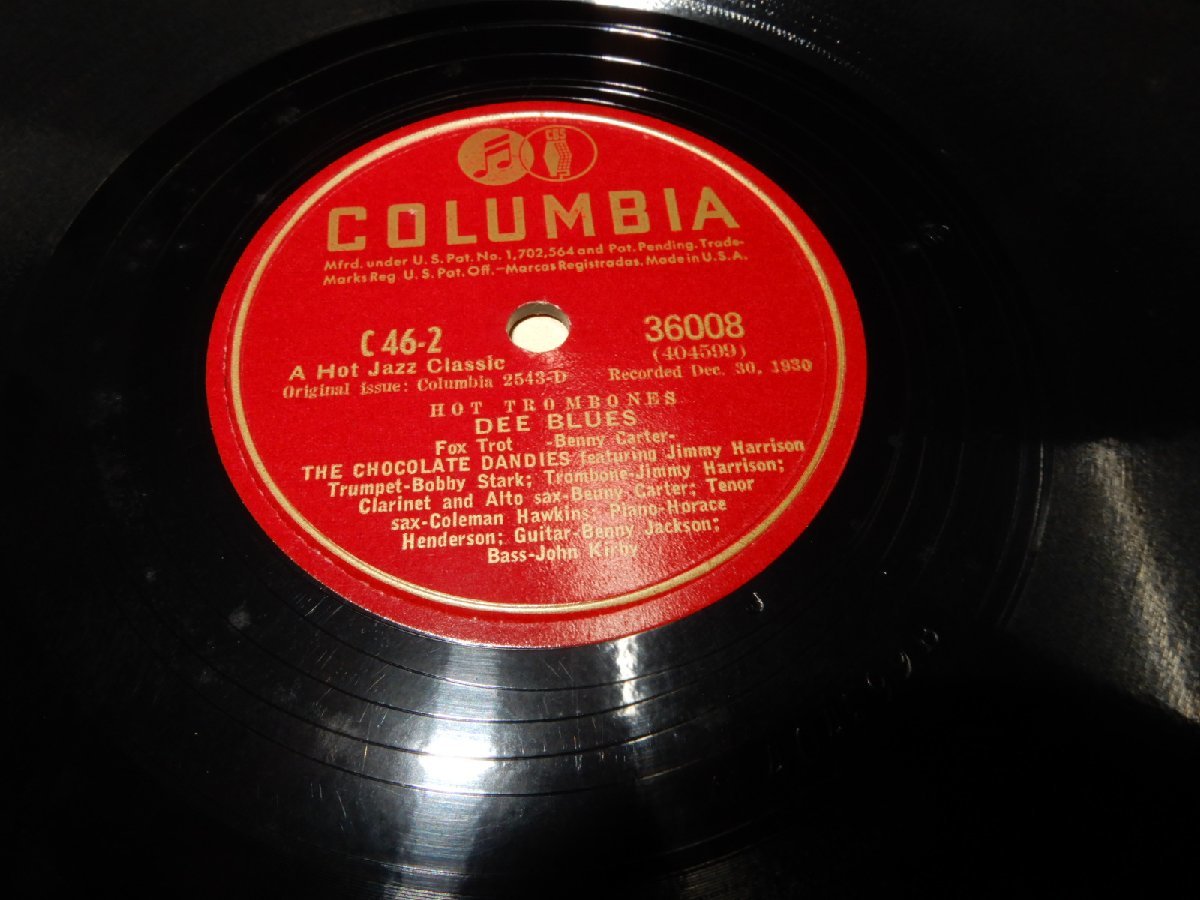 CBS
COLUMBIA
Mfrd. under U.S. Pat. No. 1,702,564 and Pat. Pending. Trade-
Marks Reg U.S. Pat. Off.-Marcas Registradas. Made in U.S.A.
C 46-2 36008
(404599)
A Hot Jazz Classic
Original issue: Columbia 2543-D Recorded Dec. 30, 1930
HOT TROMBONES
DEE BLUES
Fox Trot -Benny Carter-
THE CHOCOLATE DANDIES featuring Jimmy Harrison
Trumpet-Bobby Stark; Trombone-Jimmy Harrison;
Clarinet and Alto sax-Benny Carter; Tenor
sax-Coleman Hawkins; Piano-Horace
Henderson; Guitar-Benny Jackson;
Bass-John Kirby